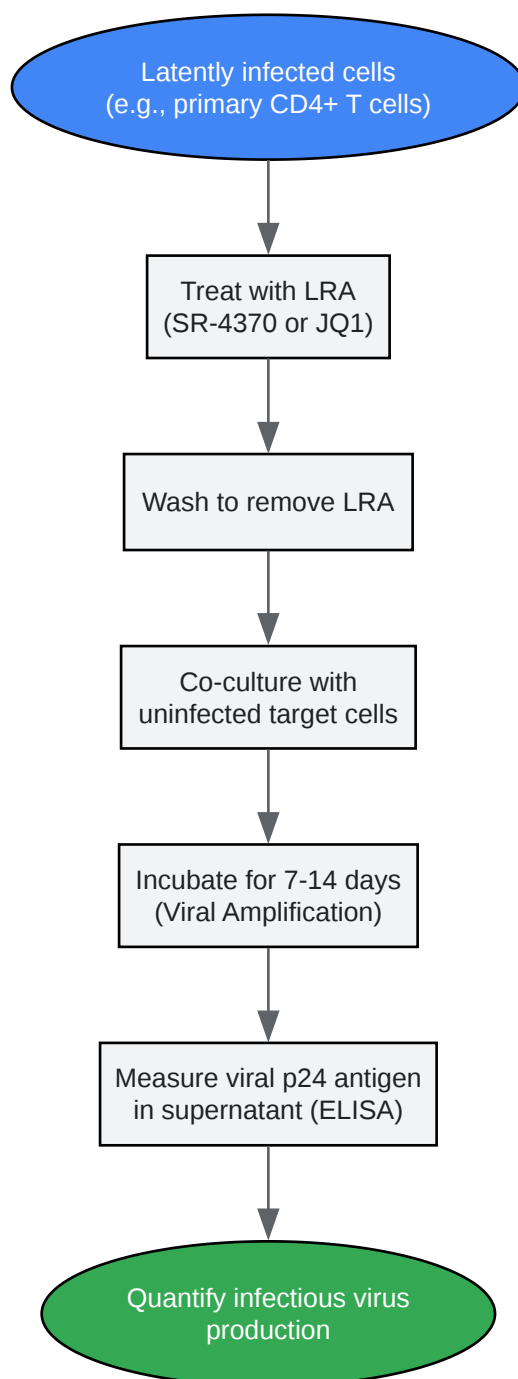 Latently infected cells
(e.g., primary CD4+ T cells)
Treat with LRA
(SR-4370 or JQ1)
Wash to remove LRA
Co-culture with
uninfected target cells
Incubate for 7-14 days
(Viral Amplification)
Measure viral p24 antigen
in supernatant (ELISA)
Quantify infectious virus
production